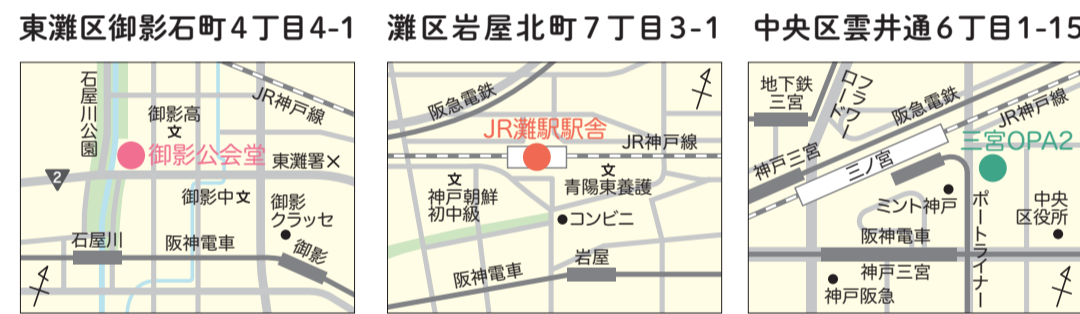 東灘区御影石町4丁目4-1
石屋川公園
JR神戸線
御影高
文
御影公会堂
東灘署×
2
御影中文
御影
クラッセ
石屋川
阪神電車
御影
灘区岩屋北町7丁目3-1
阪急電鉄
JR灘駅駅舎
JR神戸線
文
神戸朝鮮
初中級
文
青陽東養護
コンビニ
岩屋
阪神電車
中央区雲井通6丁目1-15
地下鉄
三宮
フラワー
ロード
阪急電鉄
JR神戸線
三宮OPA2
神戸三宮
三ノ宮
ミント神戸
ポートライナー
中央
区役所
阪神電車
神戸三宮
神戸阪急